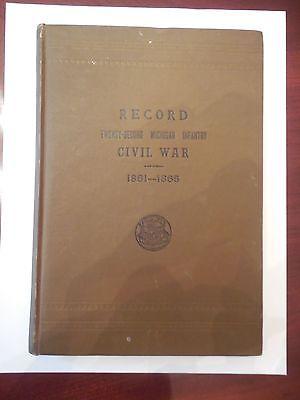 RECORD
TWENTY-SECOND MICHIGAN INFANTRY
CIVIL WAR
1861--1865